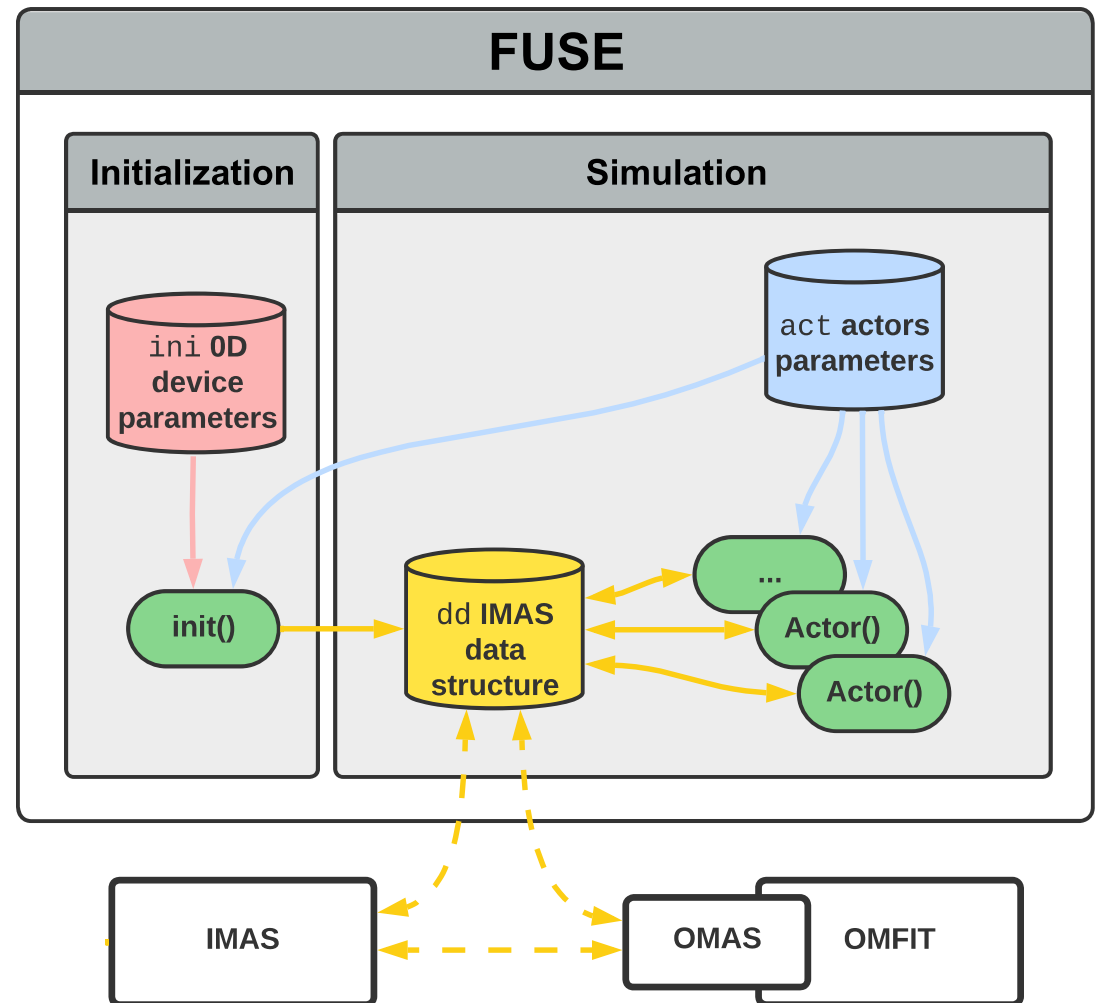 FUSE
Initialization
Simulation
ini 0D
device
parameters
act actors
parameters
init()
dd IMAS
data
structure
...
Actor()
Actor()
IMAS
OMAS
OMFIT